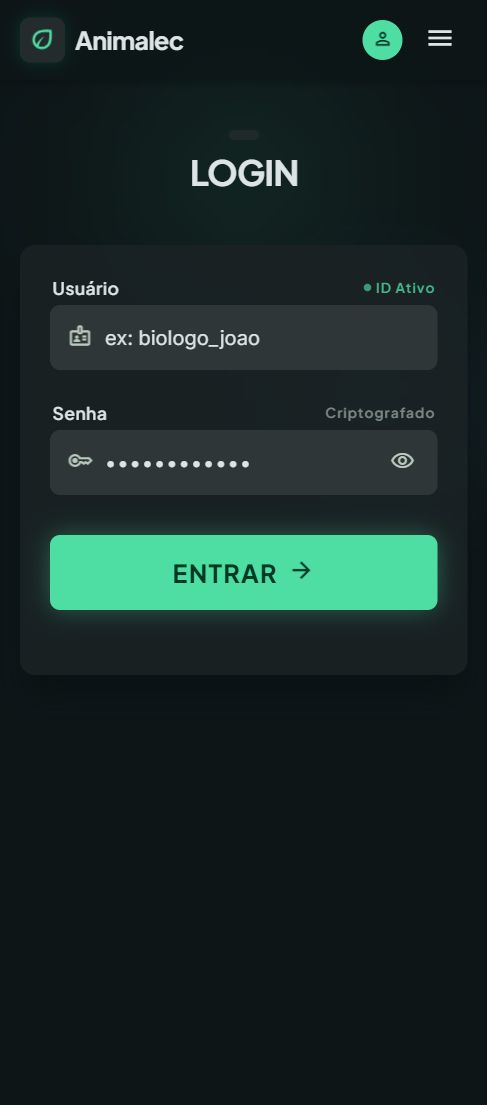 Animalec
LOGIN
Usuário
ID Ativo
ex: biologo_joao
Senha
Criptografado
••••••••••••
ENTRAR →